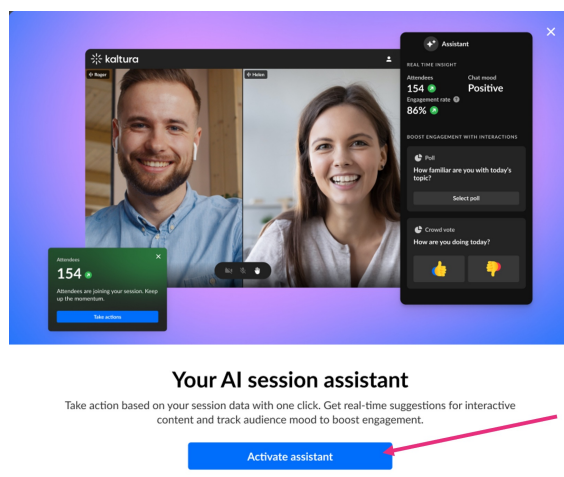 kaltura
Roger
Helen
Assistant
REAL TIME INSIGHT
Attendees
154
Chat mood
Positive
Engagement rate
86%
BOOST ENGAGEMENT WITH INTERACTIONS
Poll
How familiar are you with today's
topic?
Select poll
Crowd vote
How are you doing today?
Attendees
154
Attendees are joining your session. Keep
up the momentum.
Take actions
Your AI session assistant
Take action based on your session data with one click. Get real-time suggestions for interactive
content and track audience mood to boost engagement.
Activate assistant